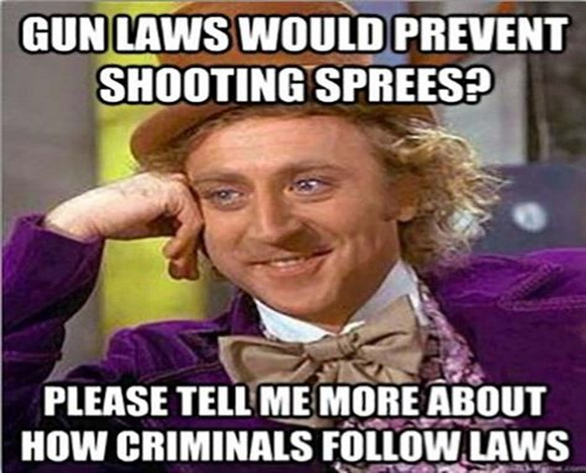 GUN LAWS WOULD PREVENT
SHOOTING SPREES?
PLEASE TELL ME MORE ABOUT
HOW CRIMINALS FOLLOW LAWS